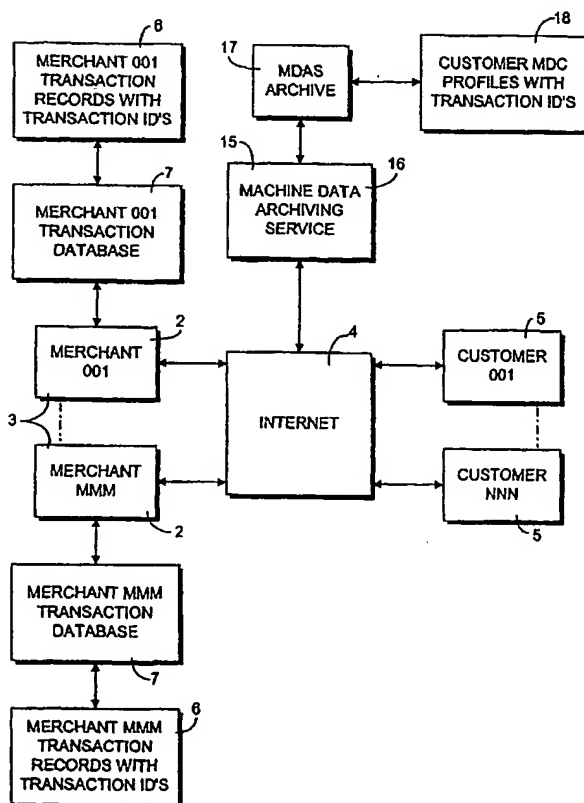 6
MERCHANT 001
TRANSACTION
RECORDS WITH
TRANSACTION ID'S
17
MDAS
ARCHIVE
18
CUSTOMER MDC
PROFILES WITH
TRANSACTION ID'S
7
MERCHANT 001
TRANSACTION
DATABASE
15
16
MACHINE DATA
ARCHIVING
SERVICE
2
MERCHANT
001
4
INTERNET
5
CUSTOMER
001
3
MERCHANT
MMM
2
CUSTOMER
NNN
5
MERCHANT MMM
TRANSACTION
DATABASE
7
6
MERCHANT MMM
TRANSACTION
RECORDS WITH
TRANSACTION ID'S